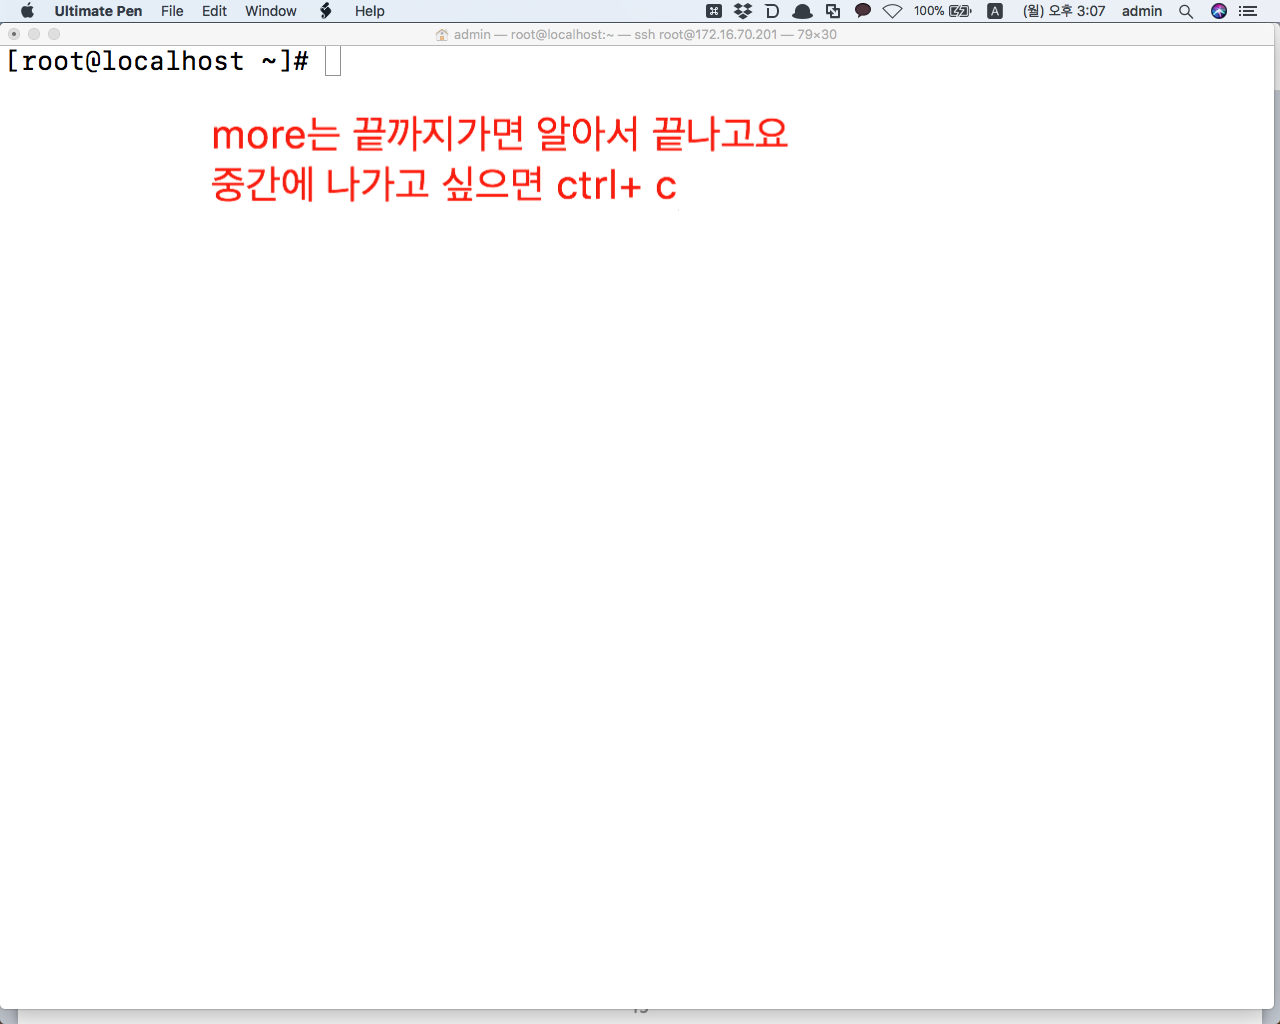 Ultimate Pen File Edit Window Help 100% A (월) 오후 3:07 admin
admin — root@localhost:~ — ssh root@172.16.70.201 — 79×30
[root@localhost ~]#
more는 끝까지가면 알아서 끝나고요
중간에 나가고 싶으면 ctrl+ c